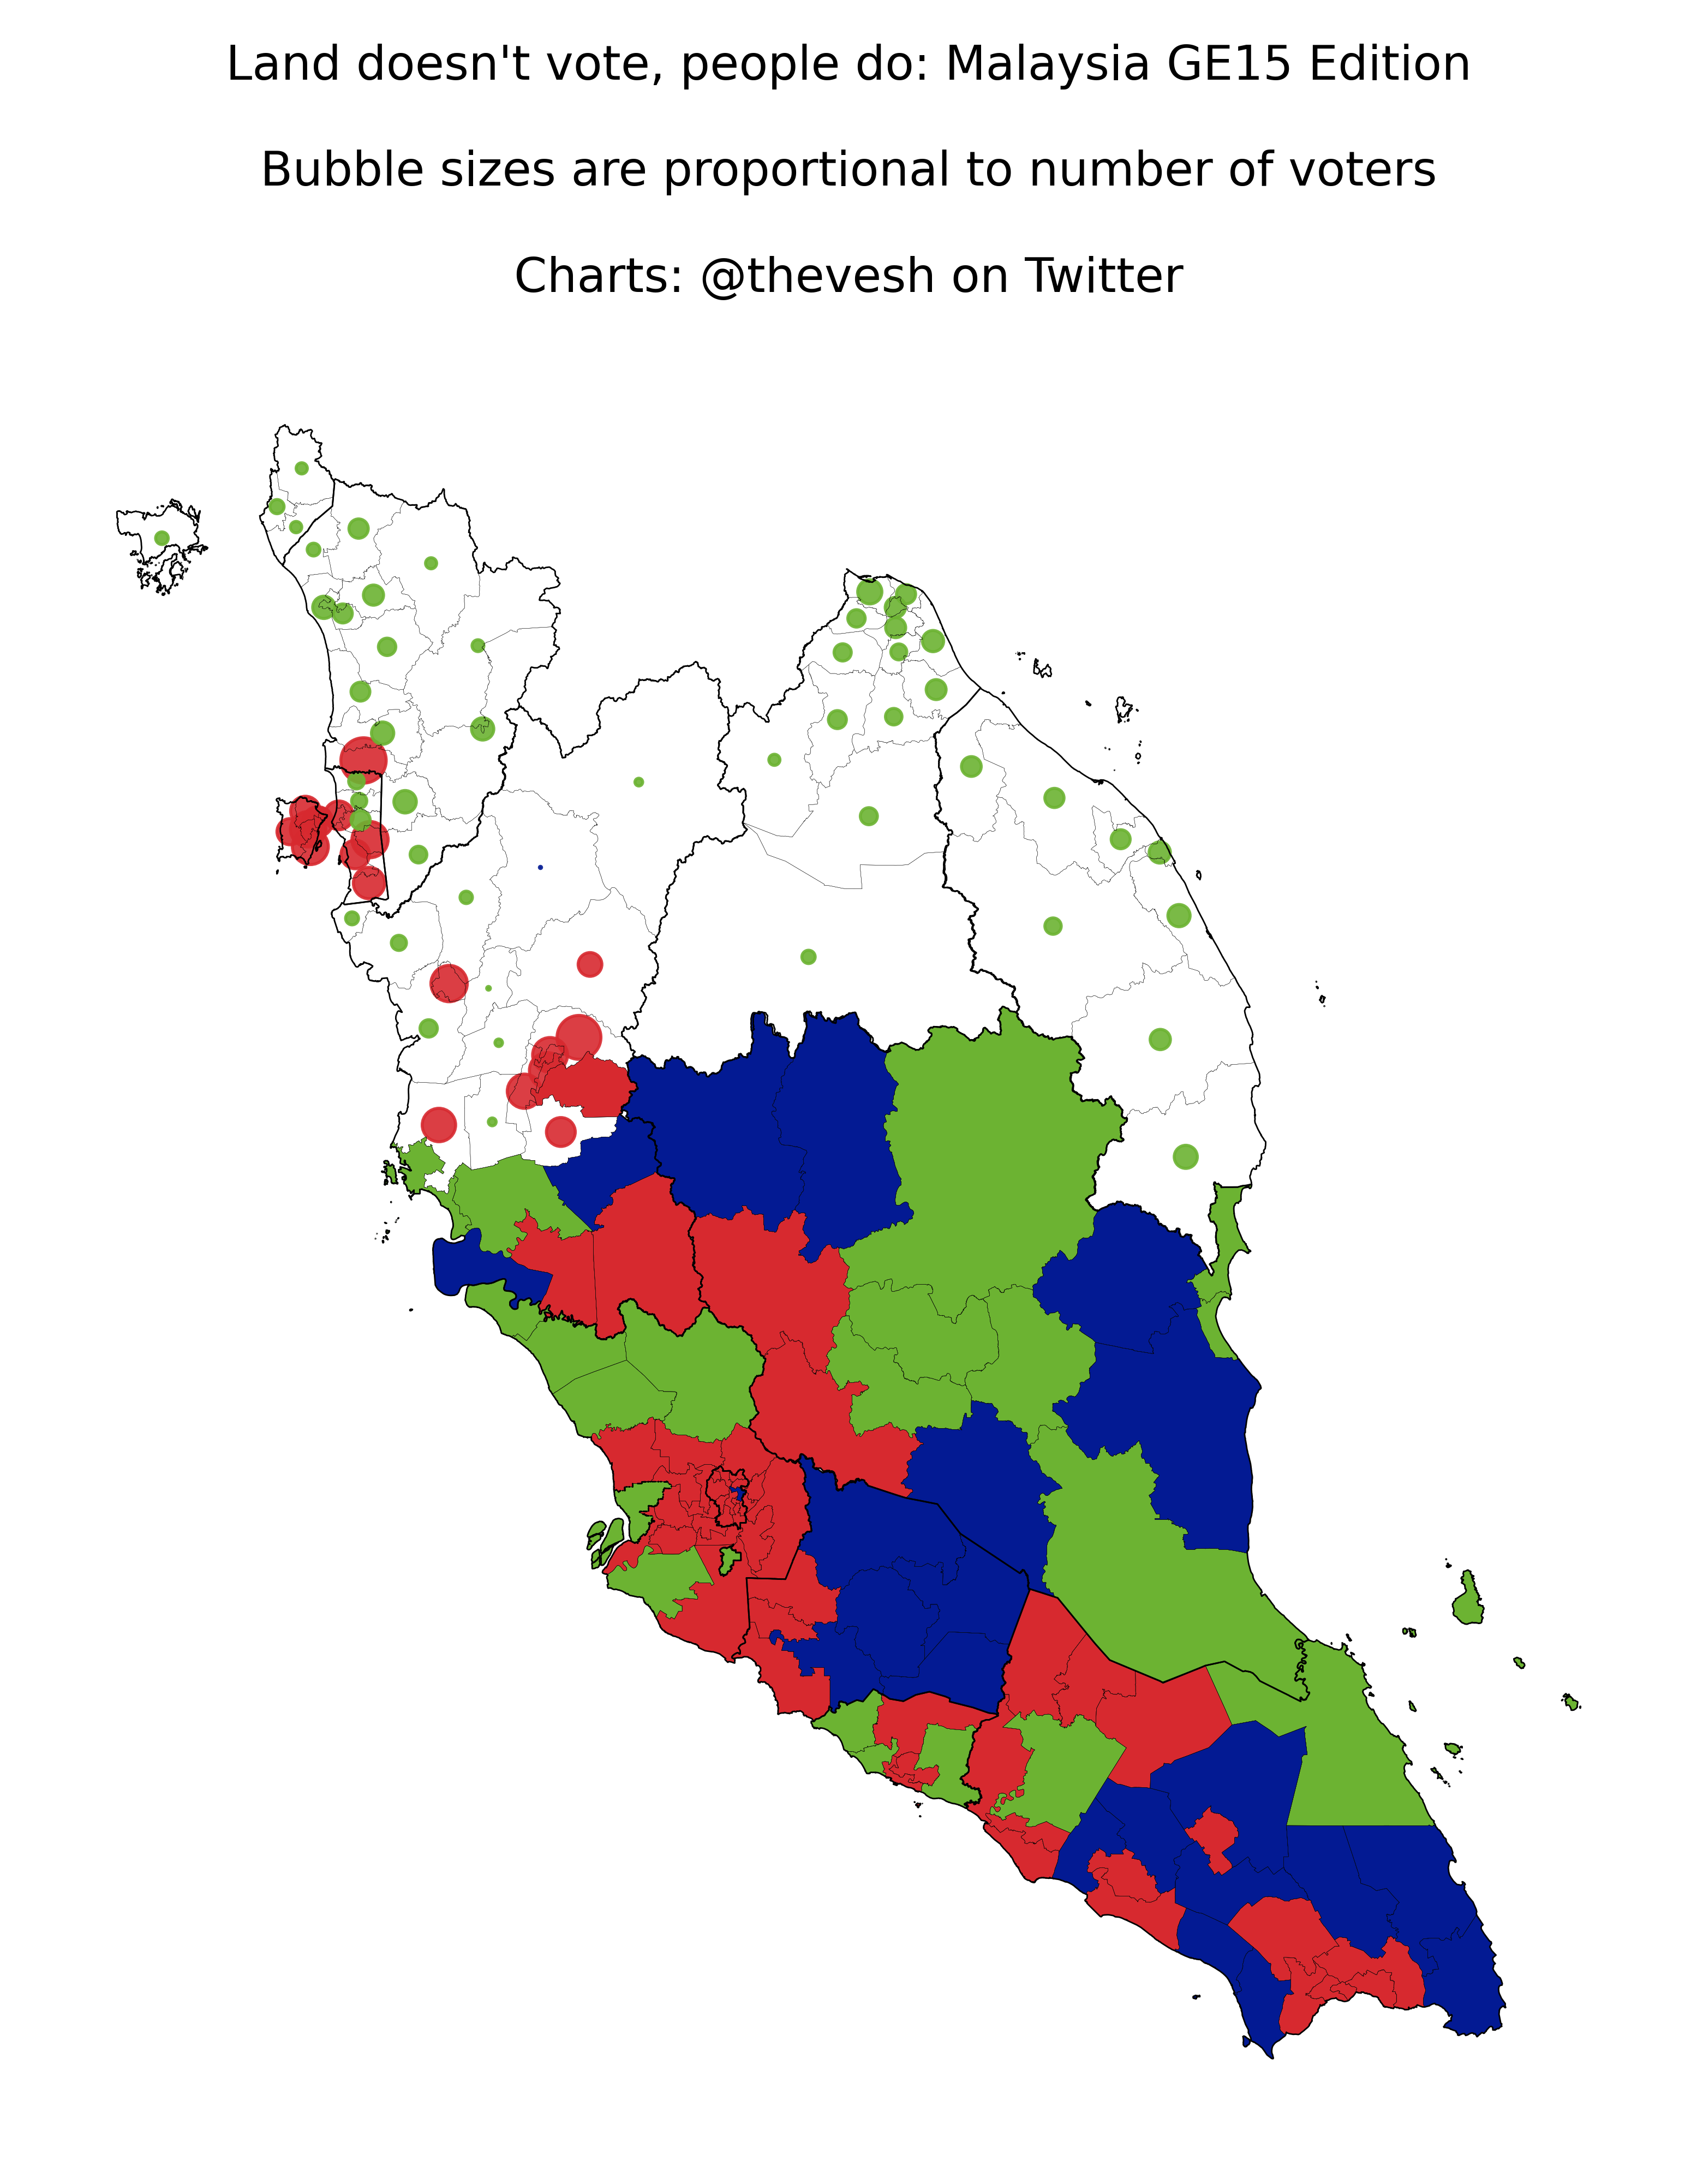 Land doesn't vote, people do: Malaysia GE15 Edition
Bubble sizes are proportional to number of voters
Charts: @thevesh on Twitter